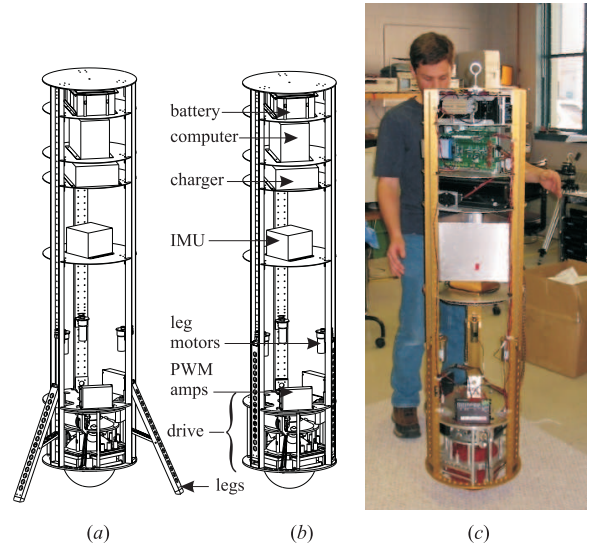 battery
computer
charger
IMU
leg
motors
PWM
amps
drive
legs
(a)
(b)
(c)